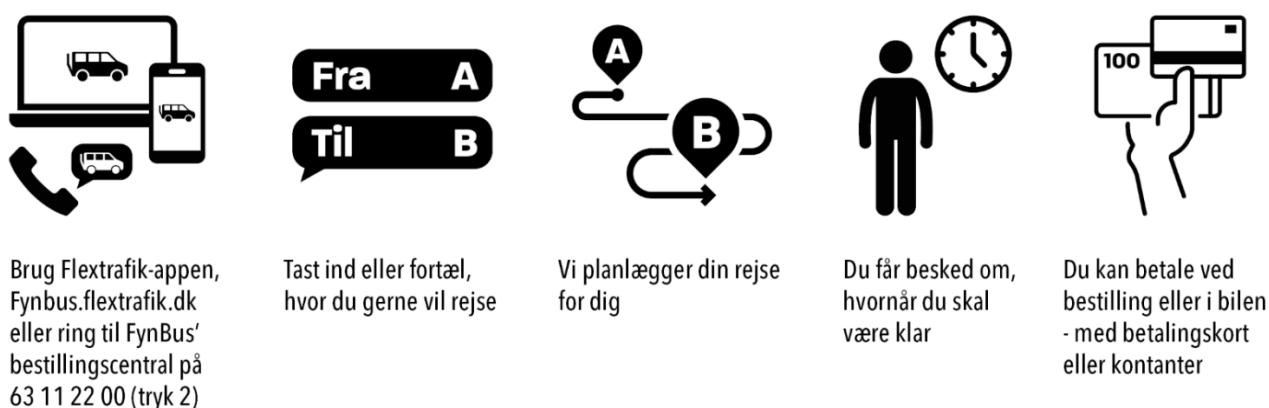 Fra A
Til B
A
B
100
Brug Flextrafik-appen,
Fynbus.flextrafik.dk
eller ring til FynBus'
bestillingscentral på
63 11 22 00 (tryk 2)
Tast ind eller fortæl,
hvor du gerne vil rejse
Vi planlægger din rejse
for dig
Du får besked om,
hvornår du skal
være klar
Du kan betale ved
bestilling eller i bilen
- med betalingskort
eller kontanter